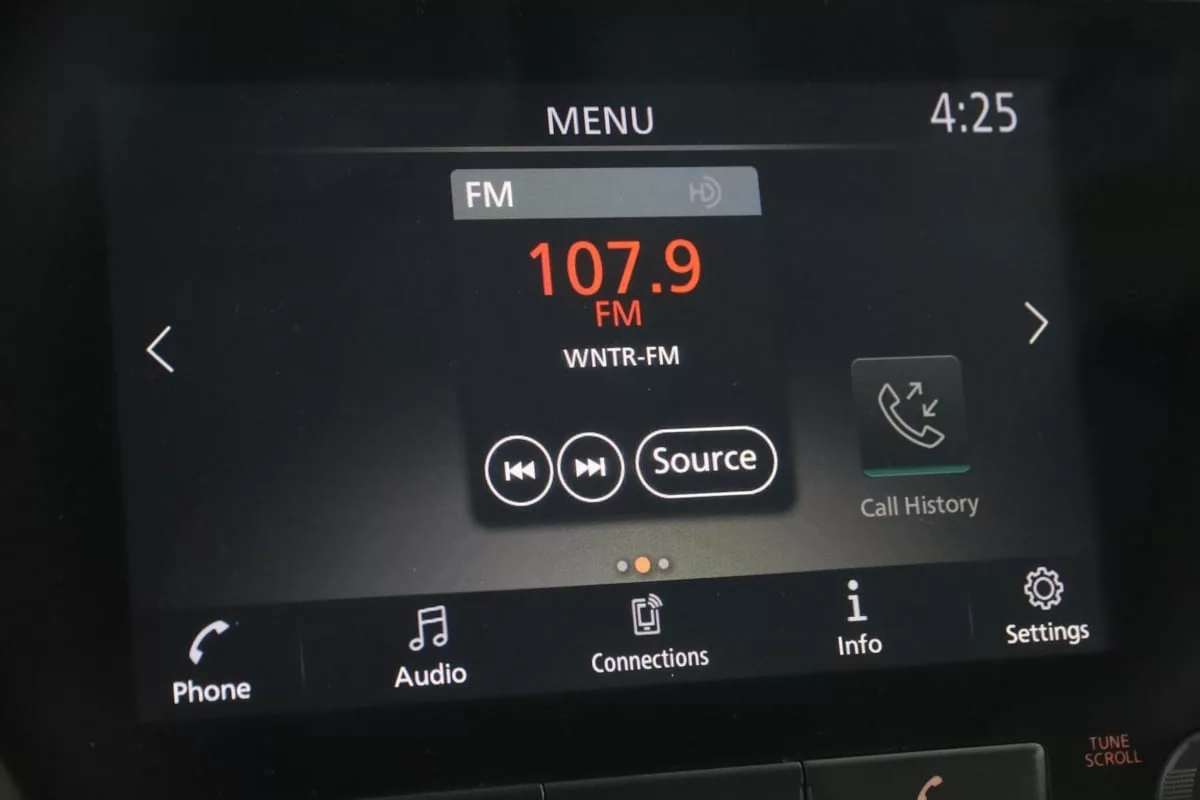 MENU
4:25
FM HD
107.9
FM
WNTR-FM
Source
Call History
Phone
Audio
Connections
Info
Settings
TUNE
SCROLL